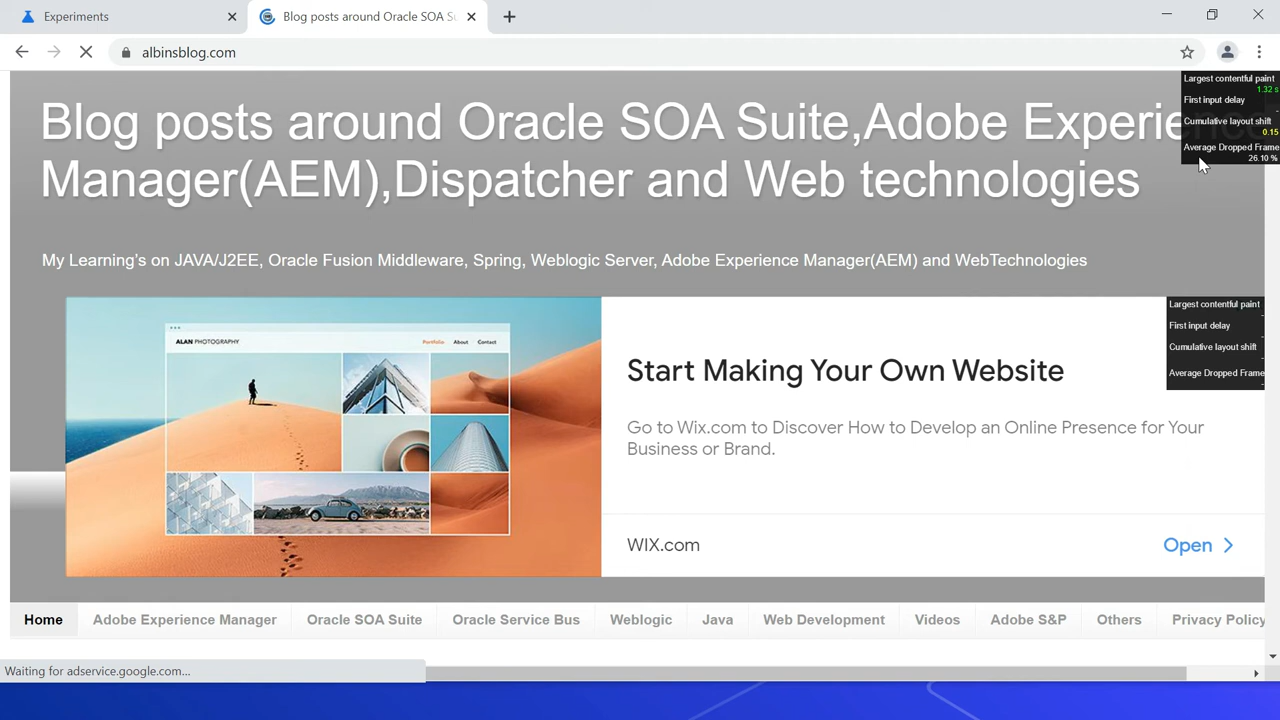 Experiments
Blog posts around Oracle SOA Su
albinsblog.com
Blog posts around Oracle SOA Suite,Adobe Experience
Manager(AEM),Dispatcher and Web technologies
Largest contentful paint
1.32 s
First input delay
-
Cumulative layout shift
0.15
Average Dropped Frame
26.10 %
My Learning's on JAVA/J2EE, Oracle Fusion Middleware, Spring, Weblogic Server, Adobe Experience Manager(AEM) and WebTechnologies
ALAN PHOTOGRAPHY
Portfolio About Contact
Start Making Your Own Website
Go to Wix.com to Discover How to Develop an Online Presence for Your
Business or Brand.
WIX.com
Open
Largest contentful paint
-
First input delay
-
Cumulative layout shift
-
Average Dropped Frame
-
Home Adobe Experience Manager Oracle SOA Suite Oracle Service Bus Weblogic Java Web Development Videos Adobe S&P Others Privacy Policy
Waiting for adservice.google.com...